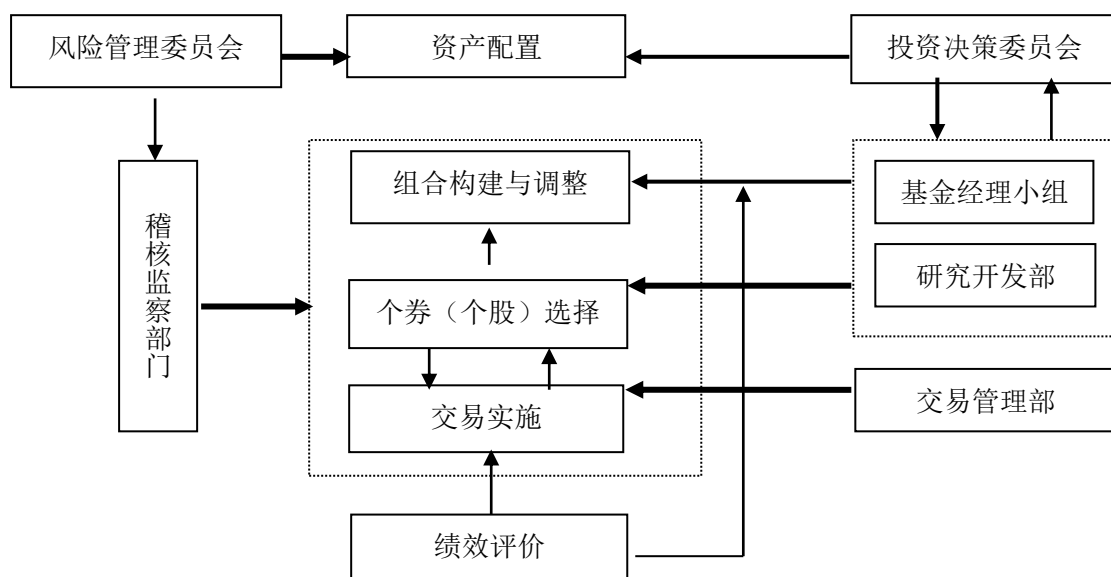 风险管理委员会
资产配置
投资决策委员会
组合构建与调整
基金经理小组
稽核监察部门
个券（个股）选择
研究开发部
交易实施
交易管理部
绩效评价